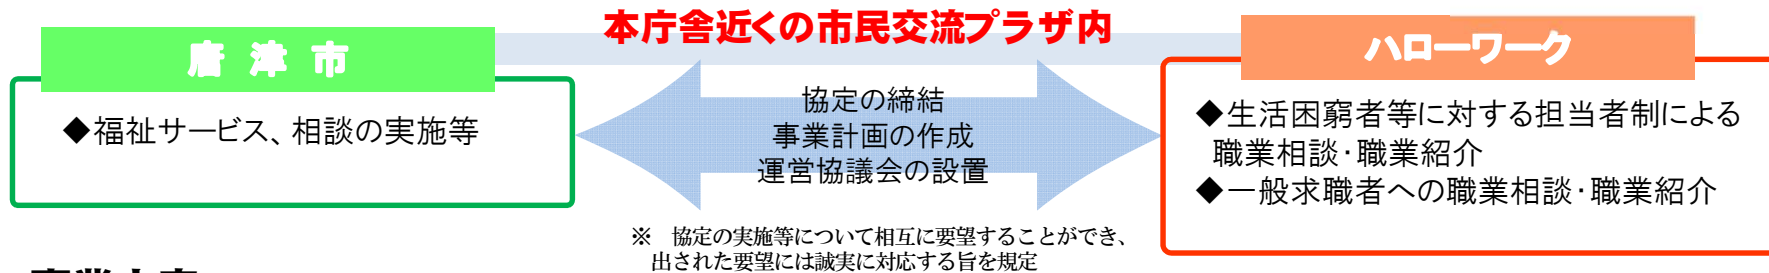 本庁舎近くの市民交流プラザ内
唐津市
◆福祉サービス、相談の実施等
協定の締結
事業計画の作成
運営協議会の設置
※　協定の実施等について相互に要望することができ、
出された要望には誠実に対応する旨を規定
ハローワーク
◆生活困窮者等に対する担当者制による
職業相談・職業紹介
◆一般求職者への職業相談・職業紹介